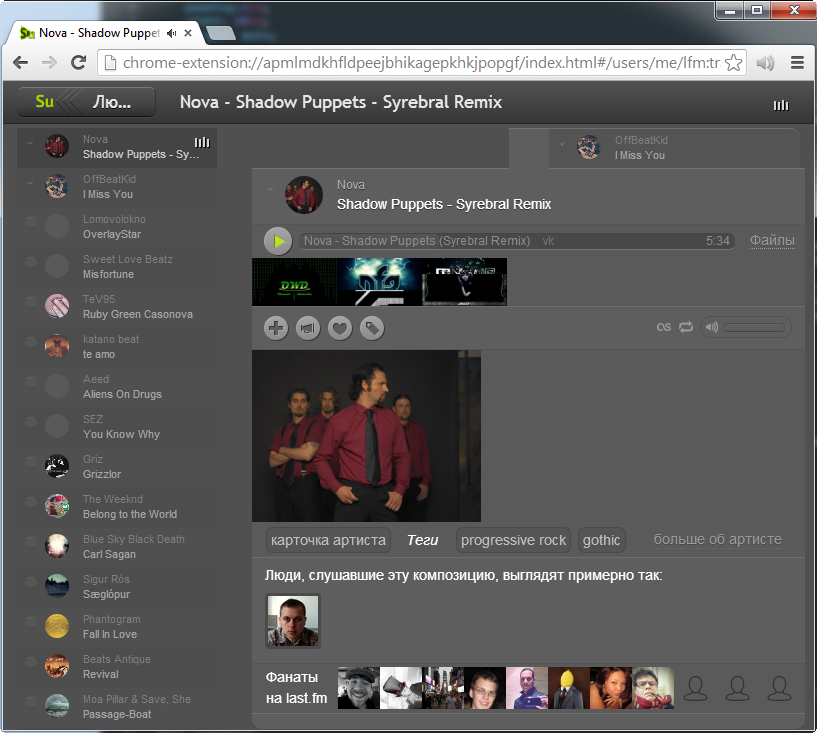 Nova - Shadow Puppet
chrome-extension://apmlmdkhfldpeejbhikagepkhkjpopgf/index.html#/users/me/lfm:tr
Su Лю... Nova - Shadow Puppets - Syrebral Remix
Nova
Shadow Puppets - Sy...
OffBeatKid
I Miss You
Lomovolokno
OverlayStar
Sweet Love Beatz
Misfortune
TeV95
Ruby Green Casonova
katano beat
te amo
Aeed
Aliens On Drugs
SEZ
You Know Why
Griz
Grizzlor
The Weeknd
Belong to the World
Blue Sky Black Death
Carl Sagan
Sigur Rós
Sæglópur
Phantogram
Fall In Love
Beats Antique
Revival
Moa Pillar & Save, She
Passage-Boat
OffBeatKid
I Miss You
Nova
Shadow Puppets - Syrebral Remix
Nova - Shadow Puppets (Syrebral Remix) vk 5:34 Файлы
DWD
карточка артиста Теги progressive rock gothic больше об артисте
Люди, слушавшие эту композицию, выглядят примерно так:
Фанаты
на last.fm